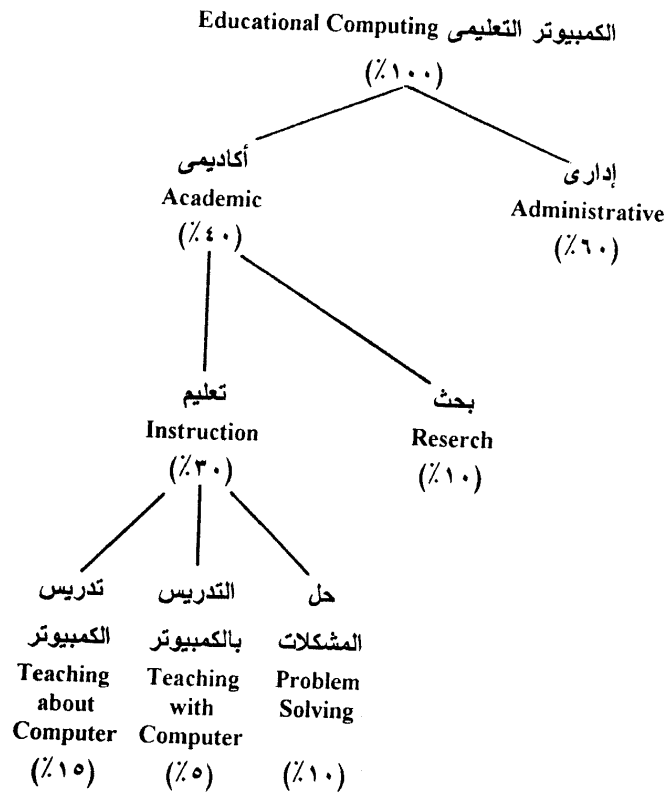 الكمبيوتر التعليمى Educational Computing
(٪١٠٠)
إدارى
Administrative
(٪٦٠)
أكاديمى
Academic
(٪٤٠)
بحث
Reserch
(٪١٠)
تعليم
Instruction
(٪٣٠)
حل
المشكلات
Problem
Solving
(٪١٠)
التدريس
بالكمبيوتر
Teaching
with
Computer
(٪٥)
تدريس
الكمبيوتر
Teaching
about
Computer
(٪١٥)